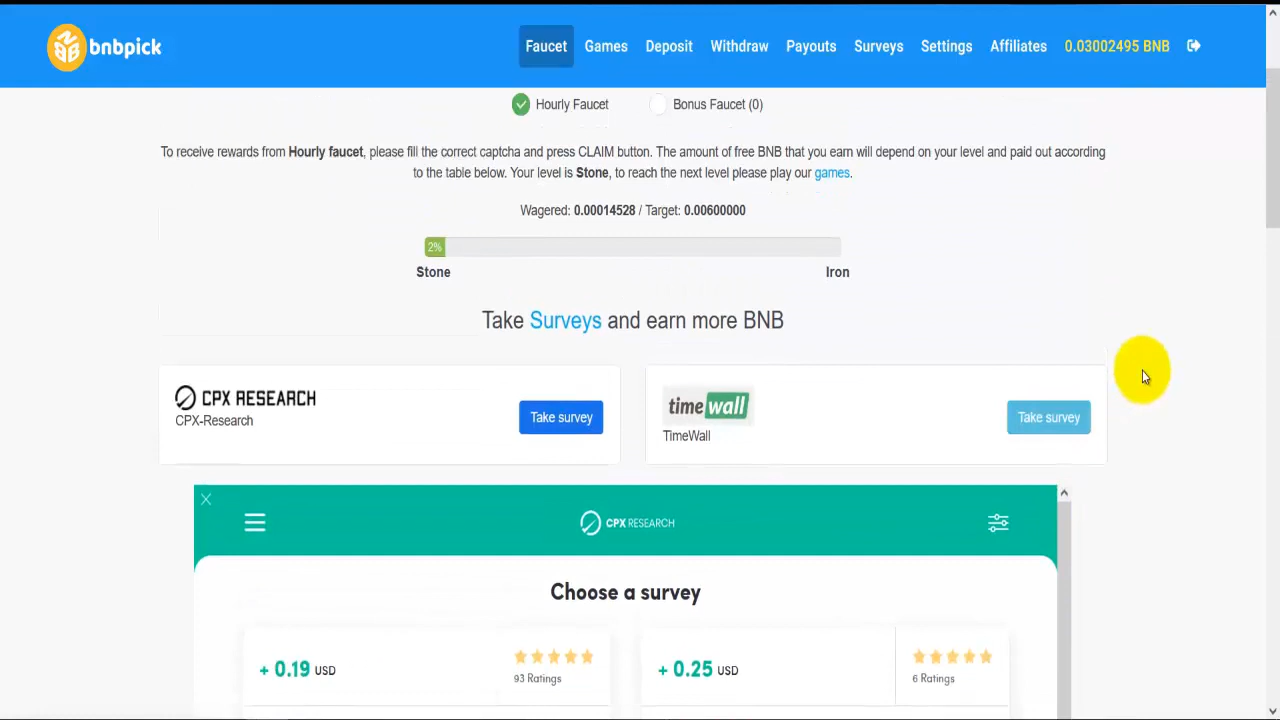 bnbpick
Faucet Games Deposit Withdraw Payouts Surveys Settings Affiliates 0.03002495 BNB
Hourly Faucet Bonus Faucet (0)
To receive rewards from Hourly faucet, please fill the correct captcha and press CLAIM button. The amount of free BNB that you earn will depend on your level and paid out according
to the table below. Your level is Stone, to reach the next level please play our games.
Wagered: 0.00014528 / Target: 0.00600000
2%
Stone Iron
Take Surveys and earn more BNB
CPX RESEARCH
CPX-Research
Take survey
timewall
TimeWall
Take survey
CPX RESEARCH
Choose a survey
+ 0.19 USD
93 Ratings
+ 0.25 USD
6 Ratings